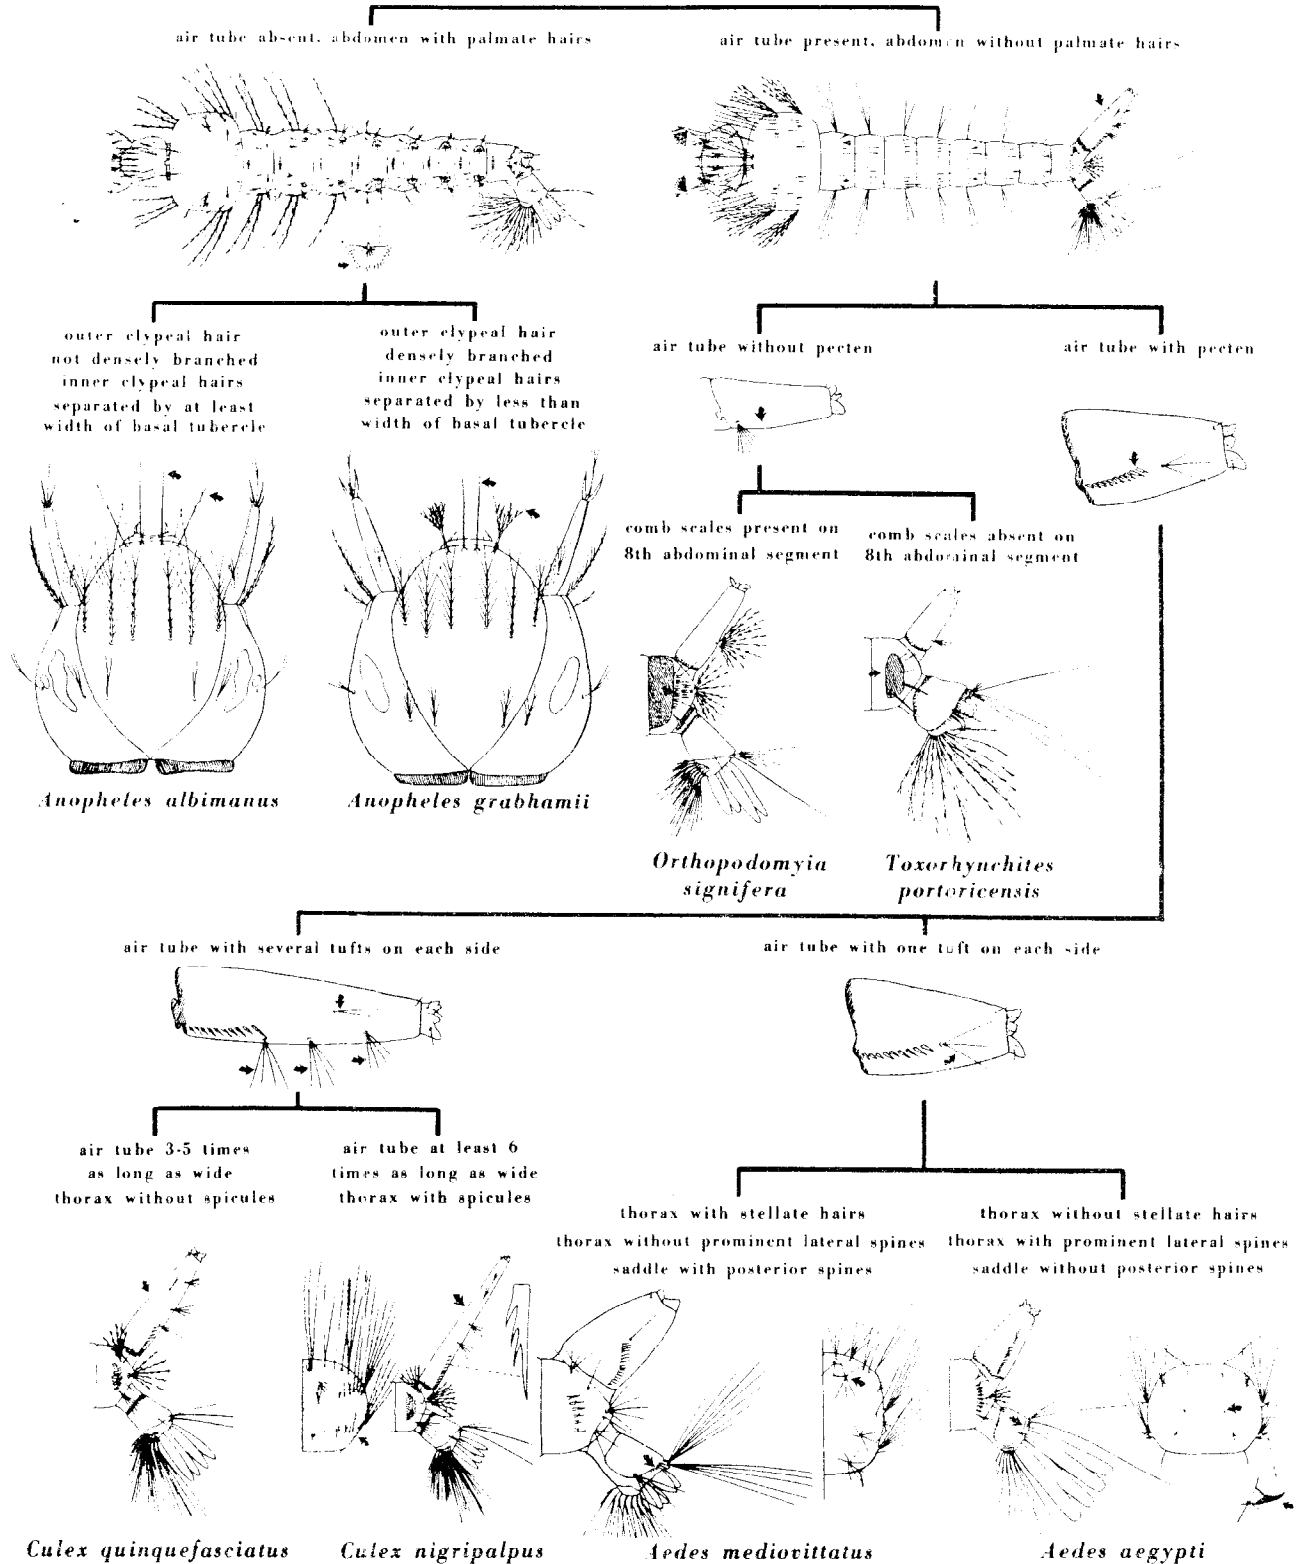 air tube absent, abdomen with palmate hairs
air tube present, abdomen without palmate hairs
outer clypeal hair
not densely branched
inner clypeal hairs
separated by at least
width of basal tubercle
outer clypeal hair
densely branched
inner clypeal hairs
separated by less than
width of basal tubercle
air tube without pecten
air tube with pecten
comb scales present on
8th abdominal segment
comb scales absent on
8th abdominal segment
Anopheles albimanus
Anopheles grabhamii
Orthopodomyia
signifera
Toxorhynchites
portoricensis
air tube with several tufts on each side
air tube with one tuft on each side
air tube 3-5 times
as long as wide
thorax without spicules
air tube at least 6
times as long as wide
thorax with spicules
thorax with stellate hairs
thorax without prominent lateral spines
saddle with posterior spines
thorax without stellate hairs
thorax with prominent lateral spines
saddle without posterior spines
Culex quinquefasciatus
Culex nigripalpus
Aedes mediovittatus
Aedes aegypti